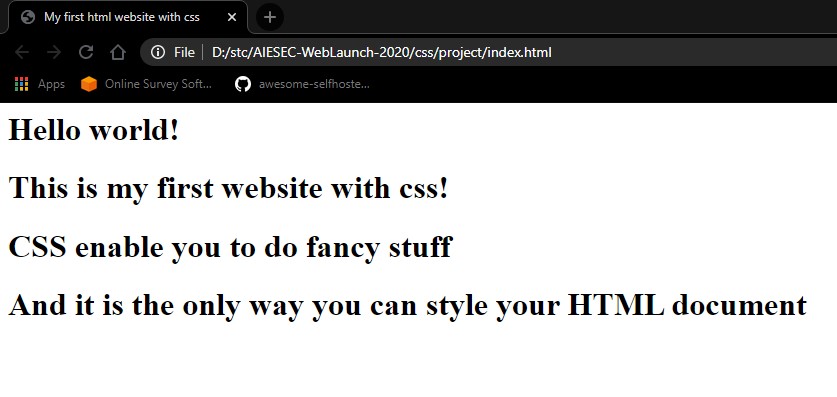 My first html website with css
File D:/stc/AIESEC-WebLaunch-2020/css/project/index.html
Apps Online Survey Soft... awesome-selfhoste...
Hello world!
This is my first website with css!
CSS enable you to do fancy stuff
And it is the only way you can style your HTML document